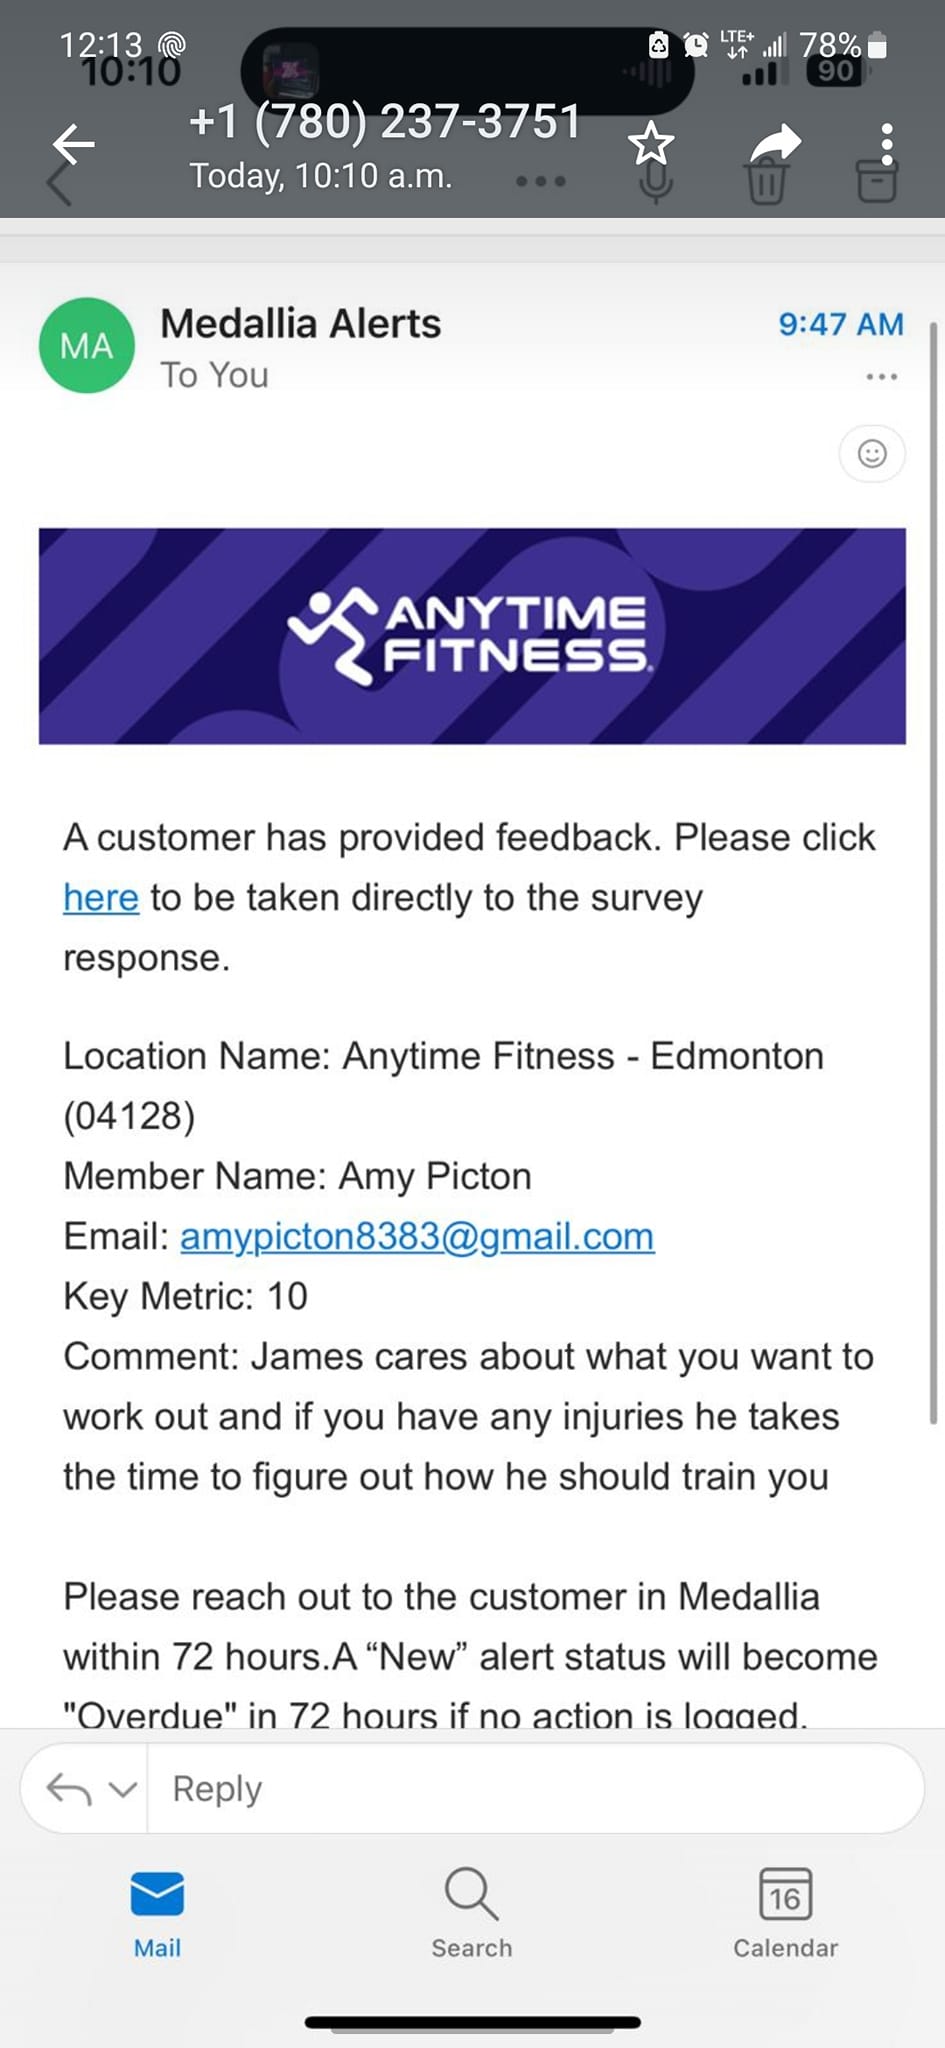 12:13 LTE+ 78%
10:10 90
+1 (780) 237-3751
Today, 10:10 a.m.
MA
Medallia Alerts
9:47 AM
To You
ANYTIME
FITNESS.
A customer has provided feedback. Please click
here to be taken directly to the survey
response.
Location Name: Anytime Fitness - Edmonton
(04128)
Member Name: Amy Picton
Email: amypicton8383@gmail.com
Key Metric: 10
Comment: James cares about what you want to
work out and if you have any injuries he takes
the time to figure out how he should train you
Please reach out to the customer in Medallia
within 72 hours.A “New” alert status will become
"Overdue" in 72 hours if no action is logged.
Reply
16
Mail
Search
Calendar